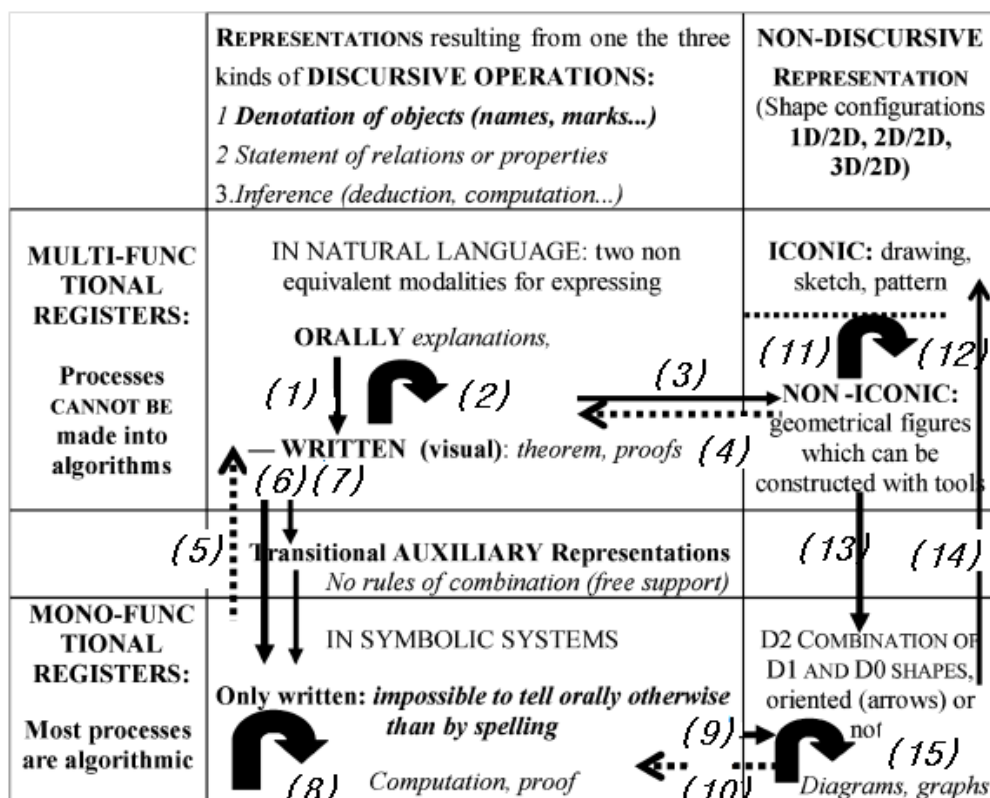 REPRESENTATIONS resulting from one the three
kinds of DISCURSIVE OPERATIONS:
1 Denotation of objects (names, marks...)
2 Statement of relations or properties
3.Inference (deduction, computation...)
NON-DISCURSIVE
REPRESENTATION
(Shape configurations
1D/2D, 2D/2D,
3D/2D)
MULTI-FUNC
TIONAL
REGISTERS:
Processes
CANNOT BE
made into
algorithms
IN NATURAL LANGUAGE: two non
equivalent modalities for expressing
ORALLY explanations,
(1)
(2)
(3)
— WRITTEN (visual): theorem, proofs
(4)
(6) (7)
(5)
ICONIC: drawing,
sketch, pattern
(11)
(12)
NON -ICONIC:
geometrical figures
which can be
constructed with tools
(13)
(14)
Transitional AUXILIARY Representations
No rules of combination (free support)
MONO-FUNC
TIONAL
REGISTERS:
Most processes
are algorithmic
IN SYMBOLIC SYSTEMS
Only written: impossible to tell orally otherwise
than by spelling
(8)
Computation, proof
(9)
(10)
D2 COMBINATION OF
D1 AND D0 SHAPES,
oriented (arrows) or
not
(15)
Diagrams, graphs